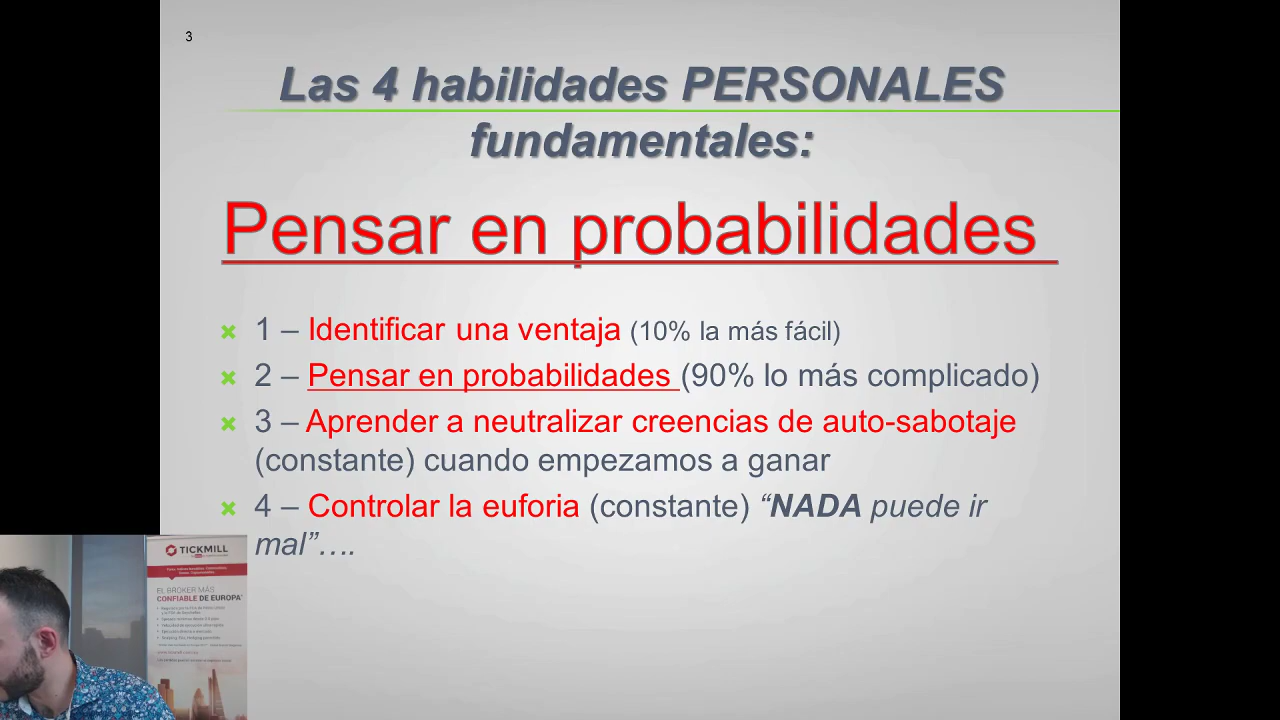 3
Las 4 habilidades PERSONALES
fundamentales:
Pensar en probabilidades
1 – Identificar una ventaja (10% la más fácil)
2 – Pensar en probabilidades (90% lo más complicado)
3 – Aprender a neutralizar creencias de auto-sabotaje
(constante) cuando empezamos a ganar
4 – Controlar la euforia (constante) “NADA puede ir
mal”….
TICKMILL
EL BROKER MÁS
CONFIABLE DE EUROPA*